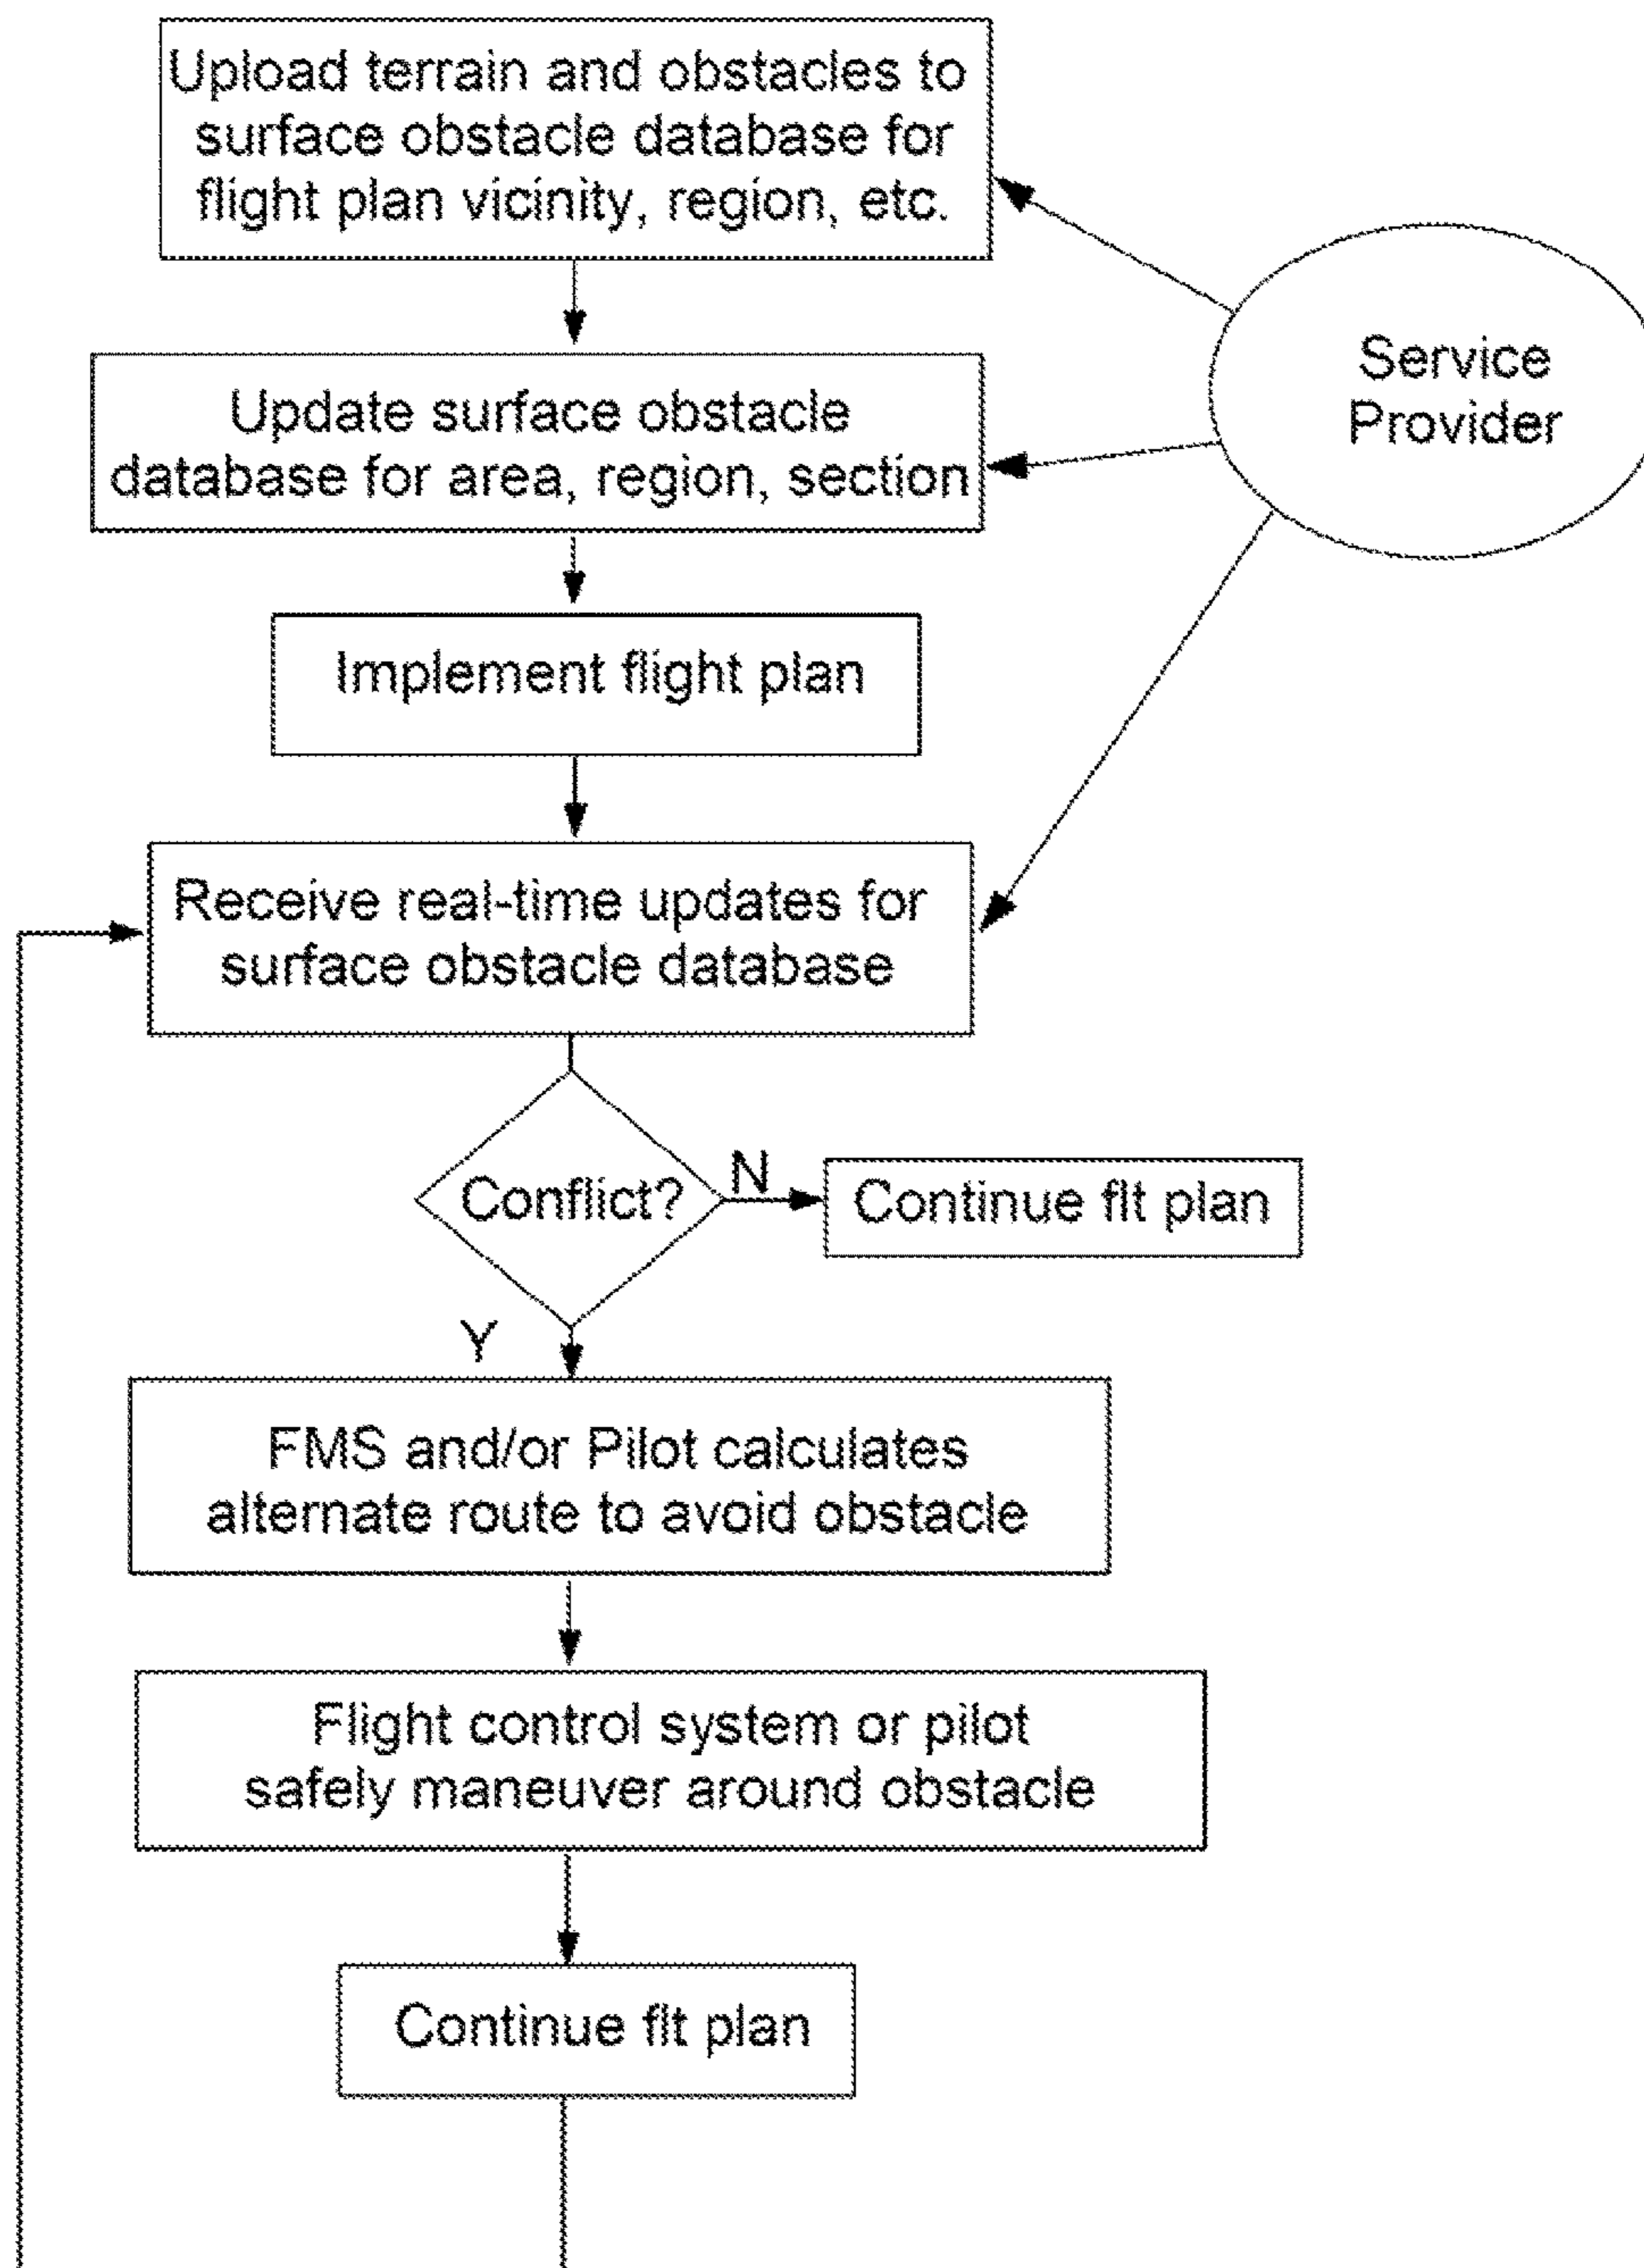 Upload terrain and obstacles to
surface obstacle database for
flight plan vicinity, region, etc.
Service
Provider
Update surface obstacle
database for area, region, section
Implement flight plan
Receive real-time updates for
surface obstacle database
Conflict?
N
Continue flt plan
Y
FMS and/or Pilot calculates
alternate route to avoid obstacle
Flight control system or pilot
safely maneuver around obstacle
Continue flt plan